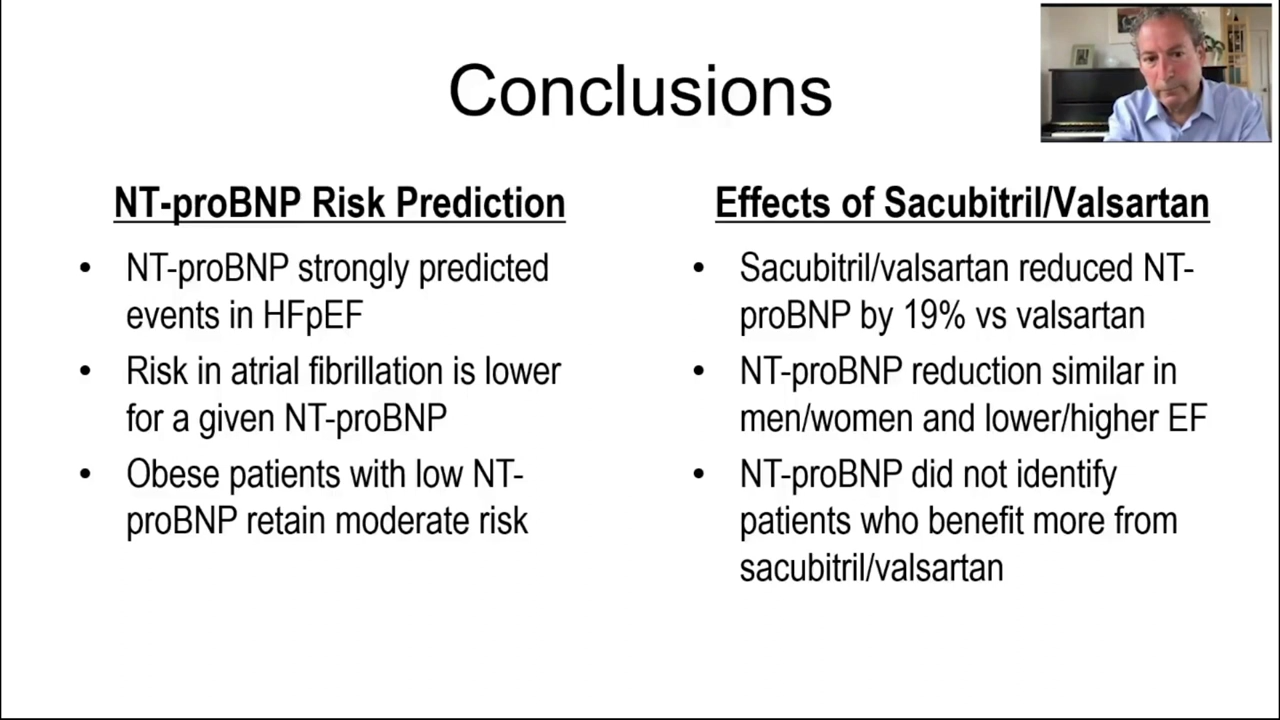 Conclusions
NT-proBNP Risk Prediction
• NT-proBNP strongly predicted
events in HFpEF
• Risk in atrial fibrillation is lower
for a given NT-proBNP
• Obese patients with low NT-
proBNP retain moderate risk
Effects of Sacubitril/Valsartan
• Sacubitril/valsartan reduced NT-
proBNP by 19% vs valsartan
• NT-proBNP reduction similar in
men/women and lower/higher EF
• NT-proBNP did not identify
patients who benefit more from
sacubitril/valsartan